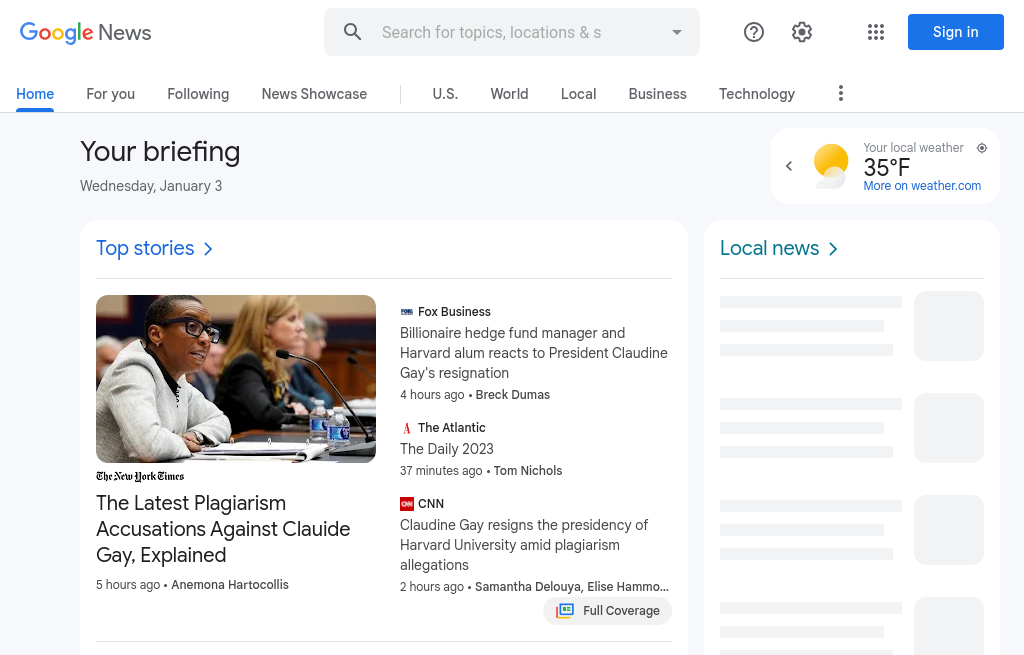 Google News
Search for topics, locations & s
Sign in
Home
For you
Following
News Showcase
U.S.
World
Local
Business
Technology
Your briefing
Wednesday, January 3
Your local weather
35°F
More on weather.com
Top stories
The New York Times
The Latest Plagiarism
Accusations Against Clauide
Gay, Explained
5 hours ago • Anemona Hartocollis
Fox Business
Billionaire hedge fund manager and
Harvard alum reacts to President Claudine
Gay's resignation
4 hours ago • Breck Dumas
The Atlantic
The Daily 2023
37 minutes ago • Tom Nichols
CNN
CNN
Claudine Gay resigns the presidency of
Harvard University amid plagiarism
allegations
2 hours ago • Samantha Delouya, Elise Hammo...
Full Coverage
Local news